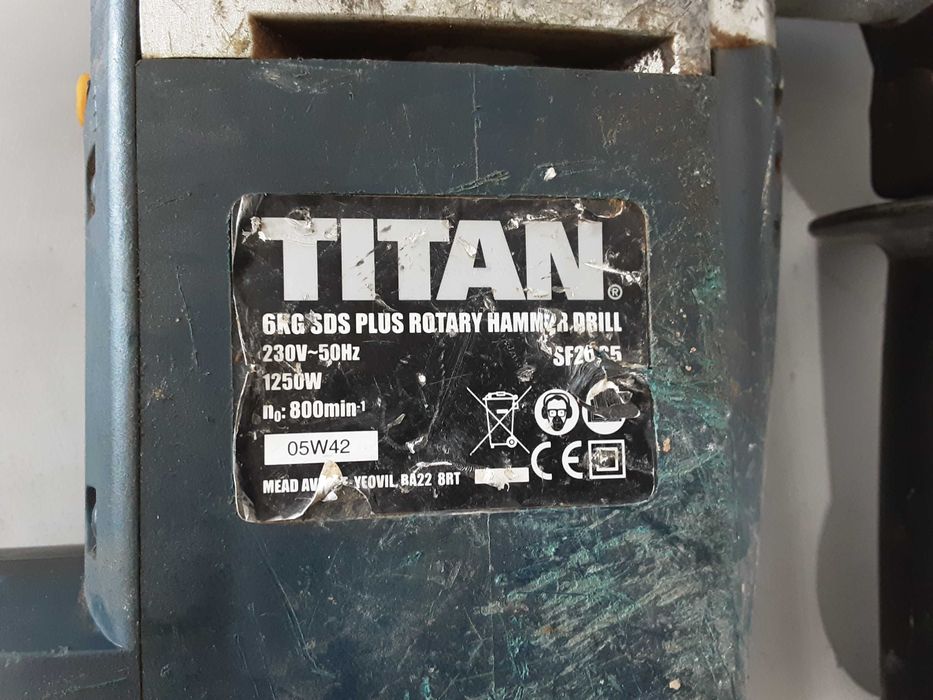 TITAN®
6KG SDS PLUS ROTARY DRILL
230V~50Hz
1250W
n₀: 800min⁻¹
05W42
MEAD YEOVIL, BA22 8RT
CE